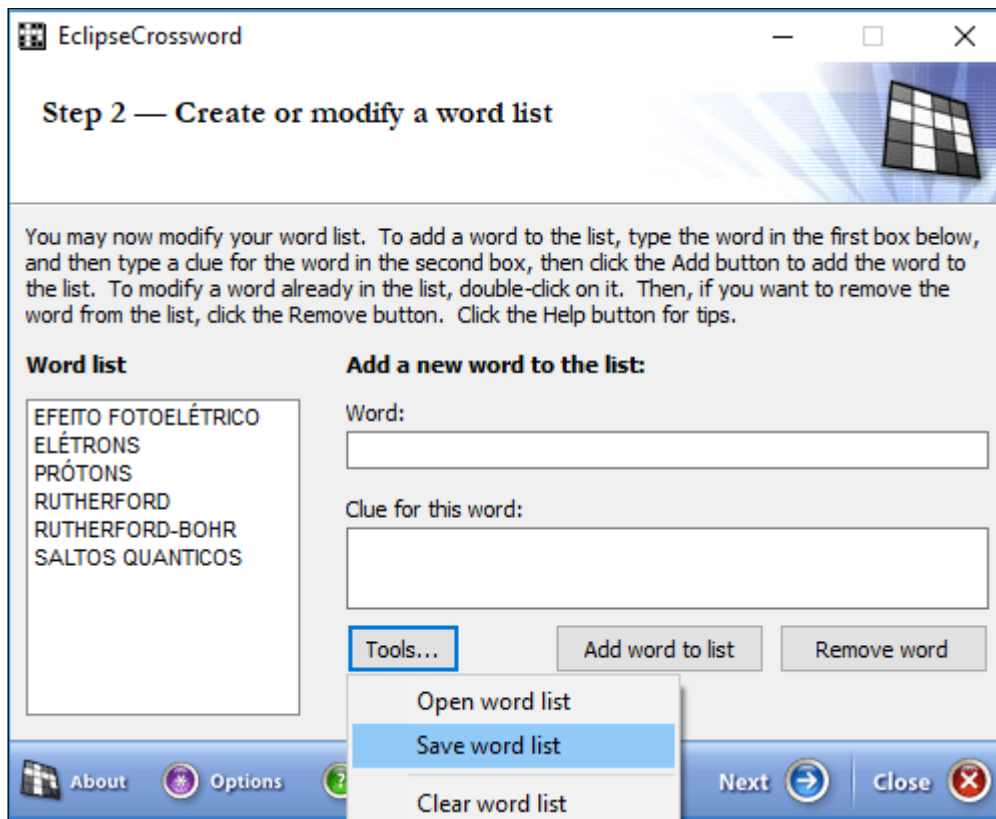 EclipseCrossword
Step 2 — Create or modify a word list
You may now modify your word list. To add a word to the list, type the word in the first box below,
and then type a clue for the word in the second box, then click the Add button to add the word to
the list. To modify a word already in the list, double-click on it. Then, if you want to remove the
word from the list, click the Remove button. Click the Help button for tips.
Word list
EFEITO FOTOELÉTRICO
ELÉTRONS
PRÓTONS
RUTHERFORD
RUTHERFORD-BOHR
SALTOS QUANTICOS
Add a new word to the list:
Word:
Clue for this word:
Tools...
Add word to list
Remove word
Open word list
Save word list
Clear word list
About
Options
?
Next
Close